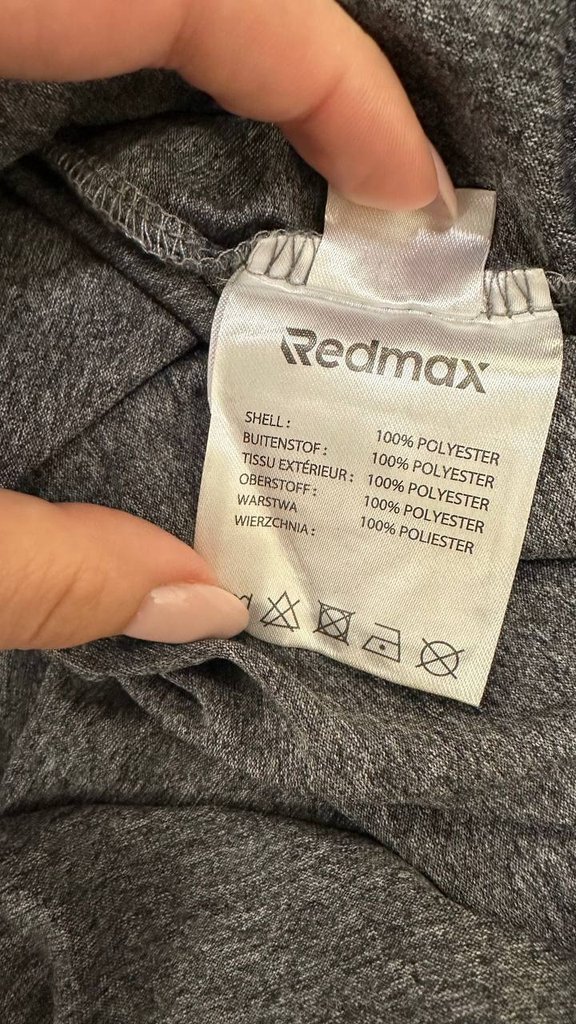 Redmax
SHELL: 100% POLYESTER
BUITENSTOF: 100% POLYESTER
TISSU EXTÉRIEUR: 100% POLYESTER
OBERSTOFF: 100% POLYESTER
WARSTWA
WIERZCHNIA: 100% POLIESTER